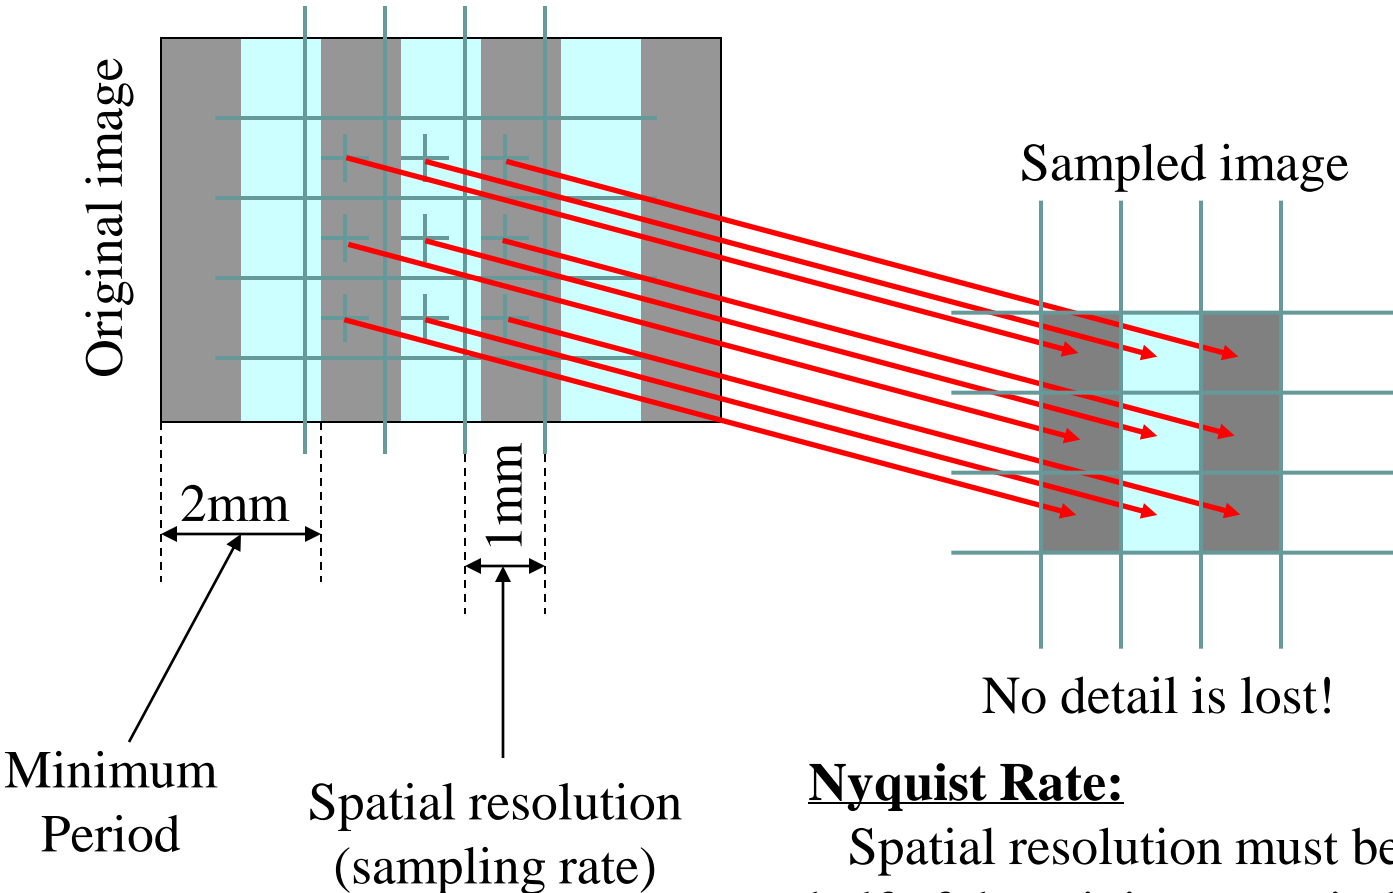 Original image
Sampled image
2mm
1mm
No detail is lost!
Minimum
Period
Spatial resolution
(sampling rate)
Nyquist Rate:
Spatial resolution must be